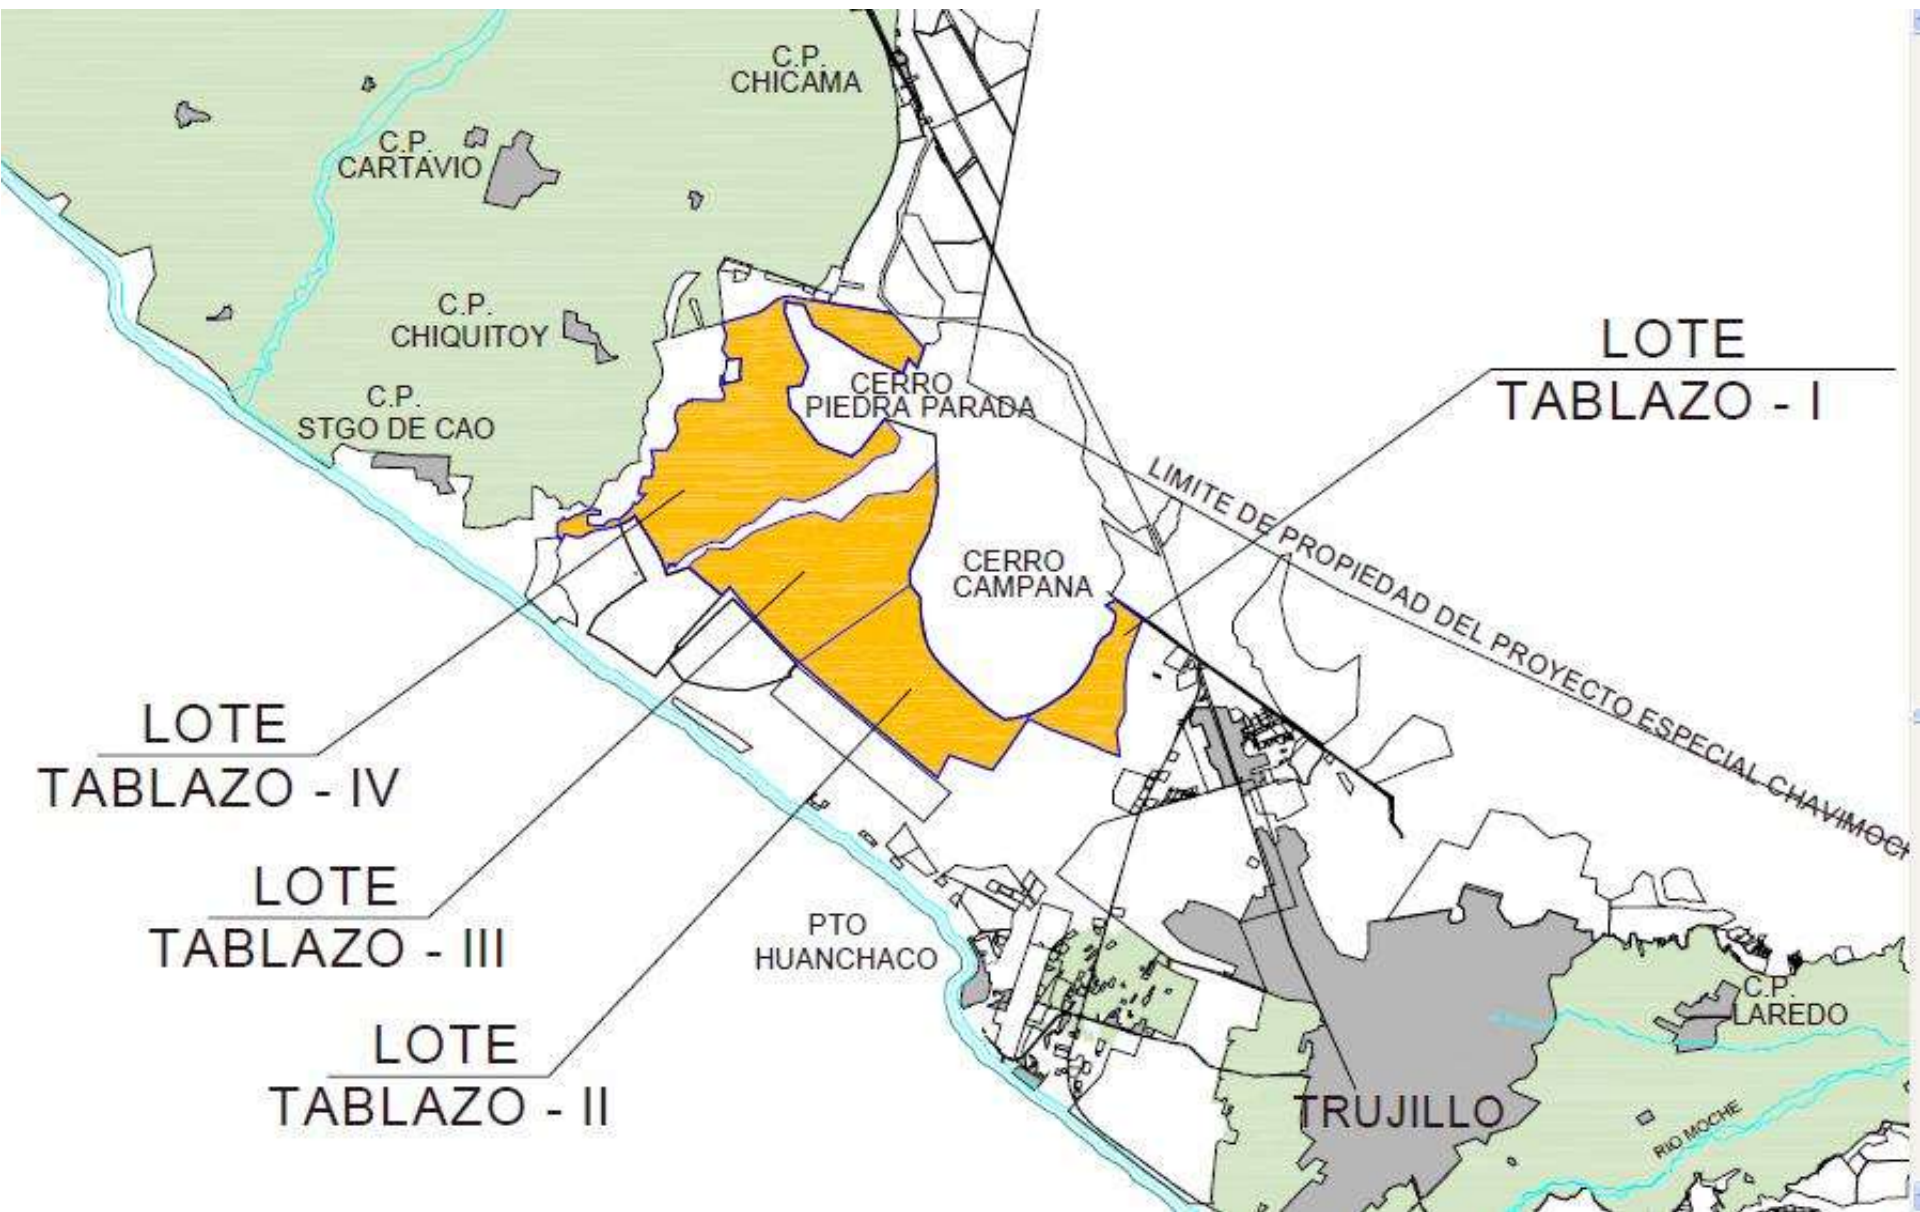 C.P.
CHICAMA
C.P.
CARTAVIO
C.P.
CHIQUITOY
C.P.
STGO DE CAO
CERRO
PIEDRA PARADA
LOTE
TABLAZO - I
LIMITE DE PROPIEDAD DEL PROYECTO ESPECIAL CHAVIMOCH
CERRO
CAMPANA
LOTE
TABLAZO - IV
LOTE
TABLAZO - III
LOTE
TABLAZO - II
PTO
HUANCHACO
C.P.
LAREDO
TRUJILLO
RIO MOCHE